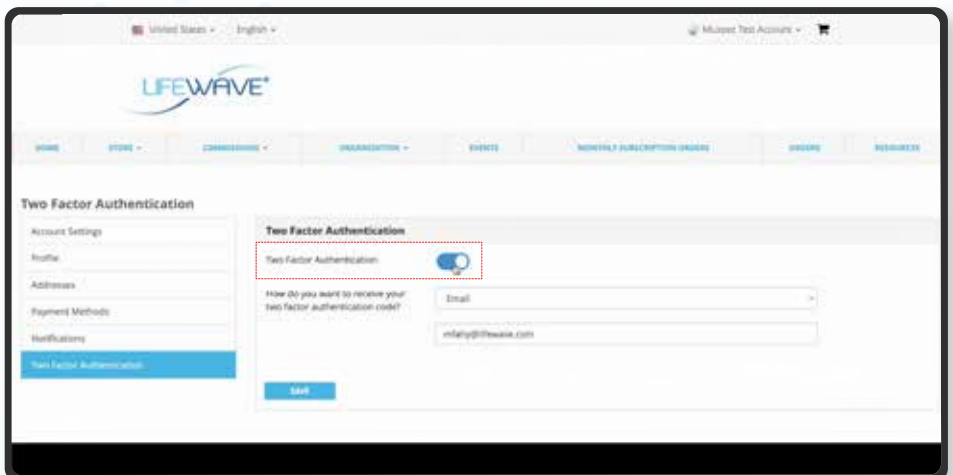 United States English Test Account
LIFEWAVE
HOME STORE COMMISSIONS ORGANIZATION EVENTS MONTHLY SUBSCRIPTION ORDERS ORDERS RESOURCES
Two Factor Authentication
Account Settings
Profile
Addresses
Payment Methods
Notifications
Two Factor Authentication
Two Factor Authentication
Two Factor Authentication
How do you want to receive your
two factor authentication code?
Email
SAVE